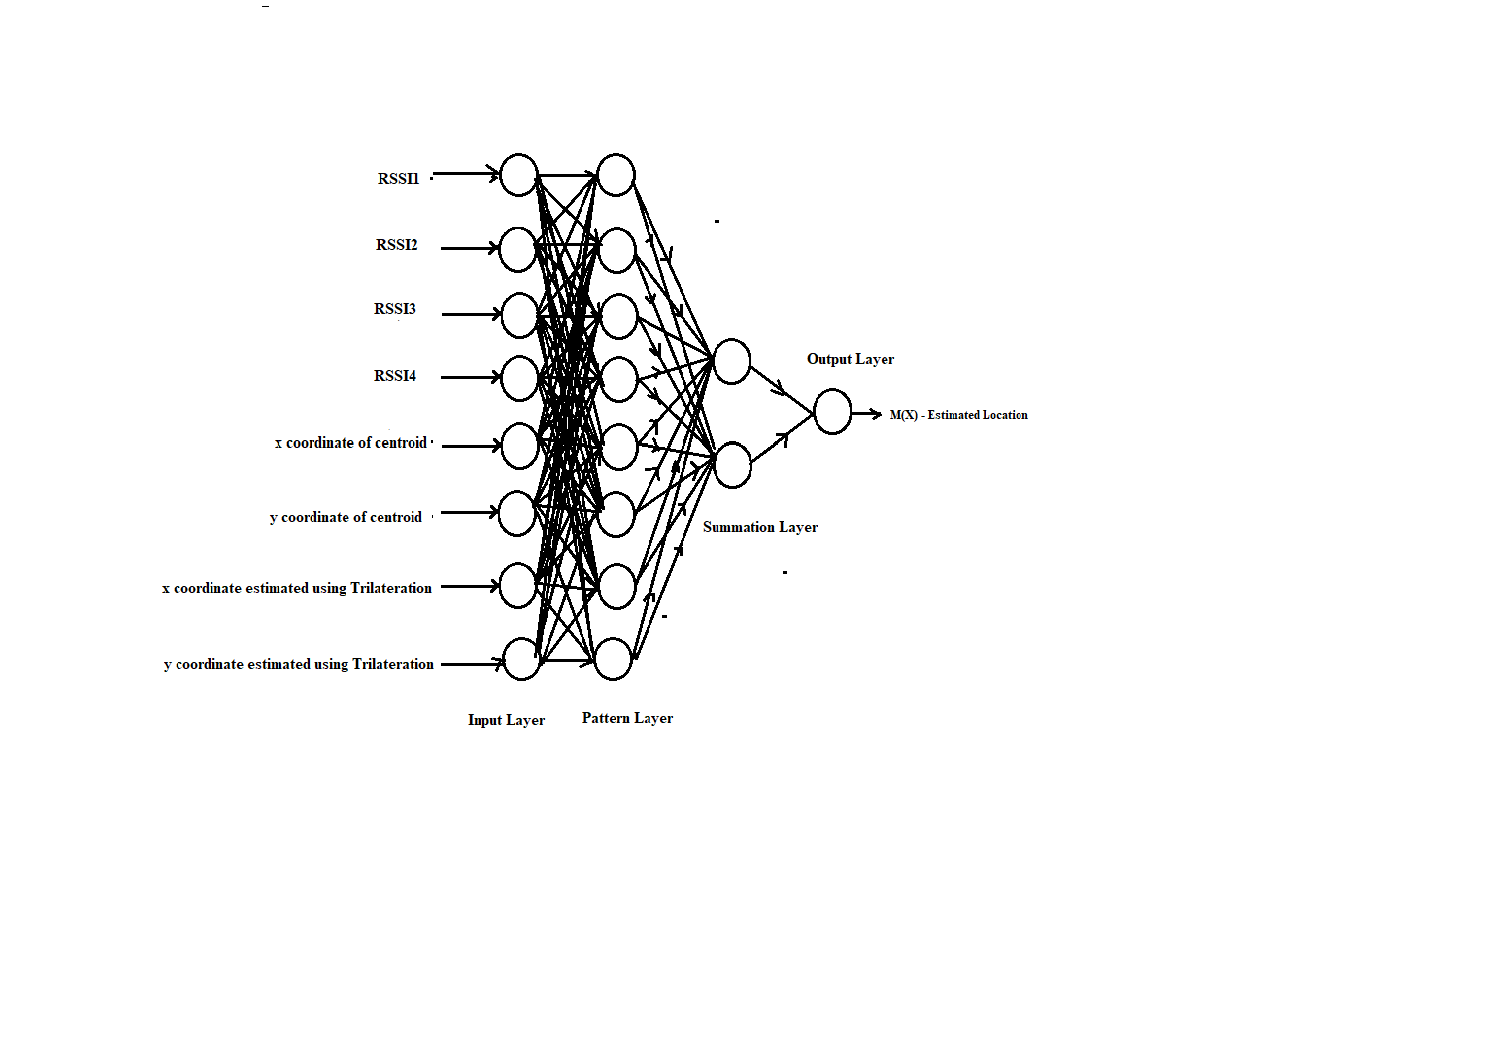 RSSI1
RSSI2
RSSI3
RSSI4
x coordinate of centroid
y coordinate of centroid
x coordinate estimated using Trilateration
y coordinate estimated using Trilateration
Input Layer
Pattern Layer
Summation Layer
Output Layer
M(X) - Estimated Location